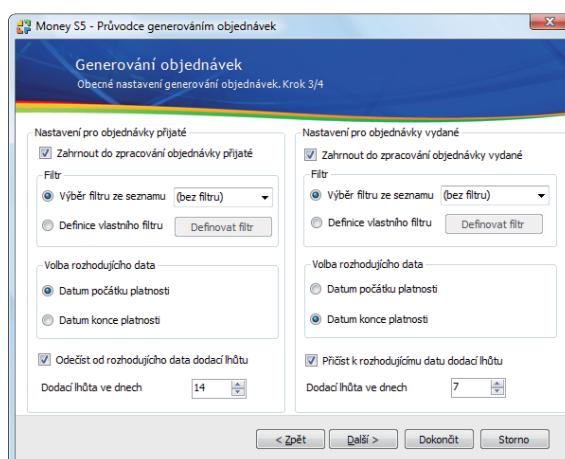 Money S5 - Průvodce generováním objednávek
Generování objednávek
Obecné nastavení generování objednávek. Krok 3/4
Nastavení pro objednávky přijaté
Zahrnout do zpracování objednávky přijaté
Filtr
Výběr filtru ze seznamu (bez filtru)
Definice vlastního filtru Definovat filtr
Volba rozhodujícího data
Datum počátku platnosti
Datum konce platnosti
Odečíst od rozhodujícího data dodací lhůtu
Dodací lhůta ve dnech 14
Nastavení pro objednávky vydané
Zahrnout do zpracování objednávky vydané
Filtr
Výběr filtru ze seznamu (bez filtru)
Definice vlastního filtru Definovat filtr
Volba rozhodujícího data
Datum počátku platnosti
Datum konce platnosti
Přičíst k rozhodujícímu datu dodací lhůtu
Dodací lhůta ve dnech 7
< Zpět Další > Dokončit Storno